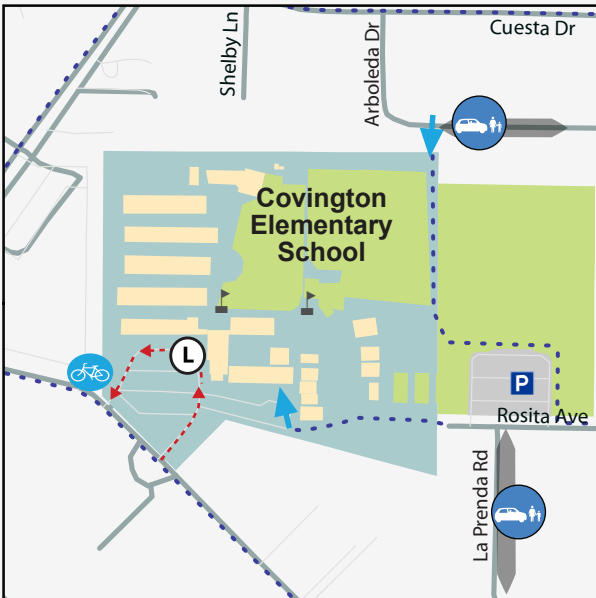 Cuesta Dr
Shelby Ln
Arboleda Dr
Covington
Elementary
School
L
P
Rosita Ave
La Prenda Rd